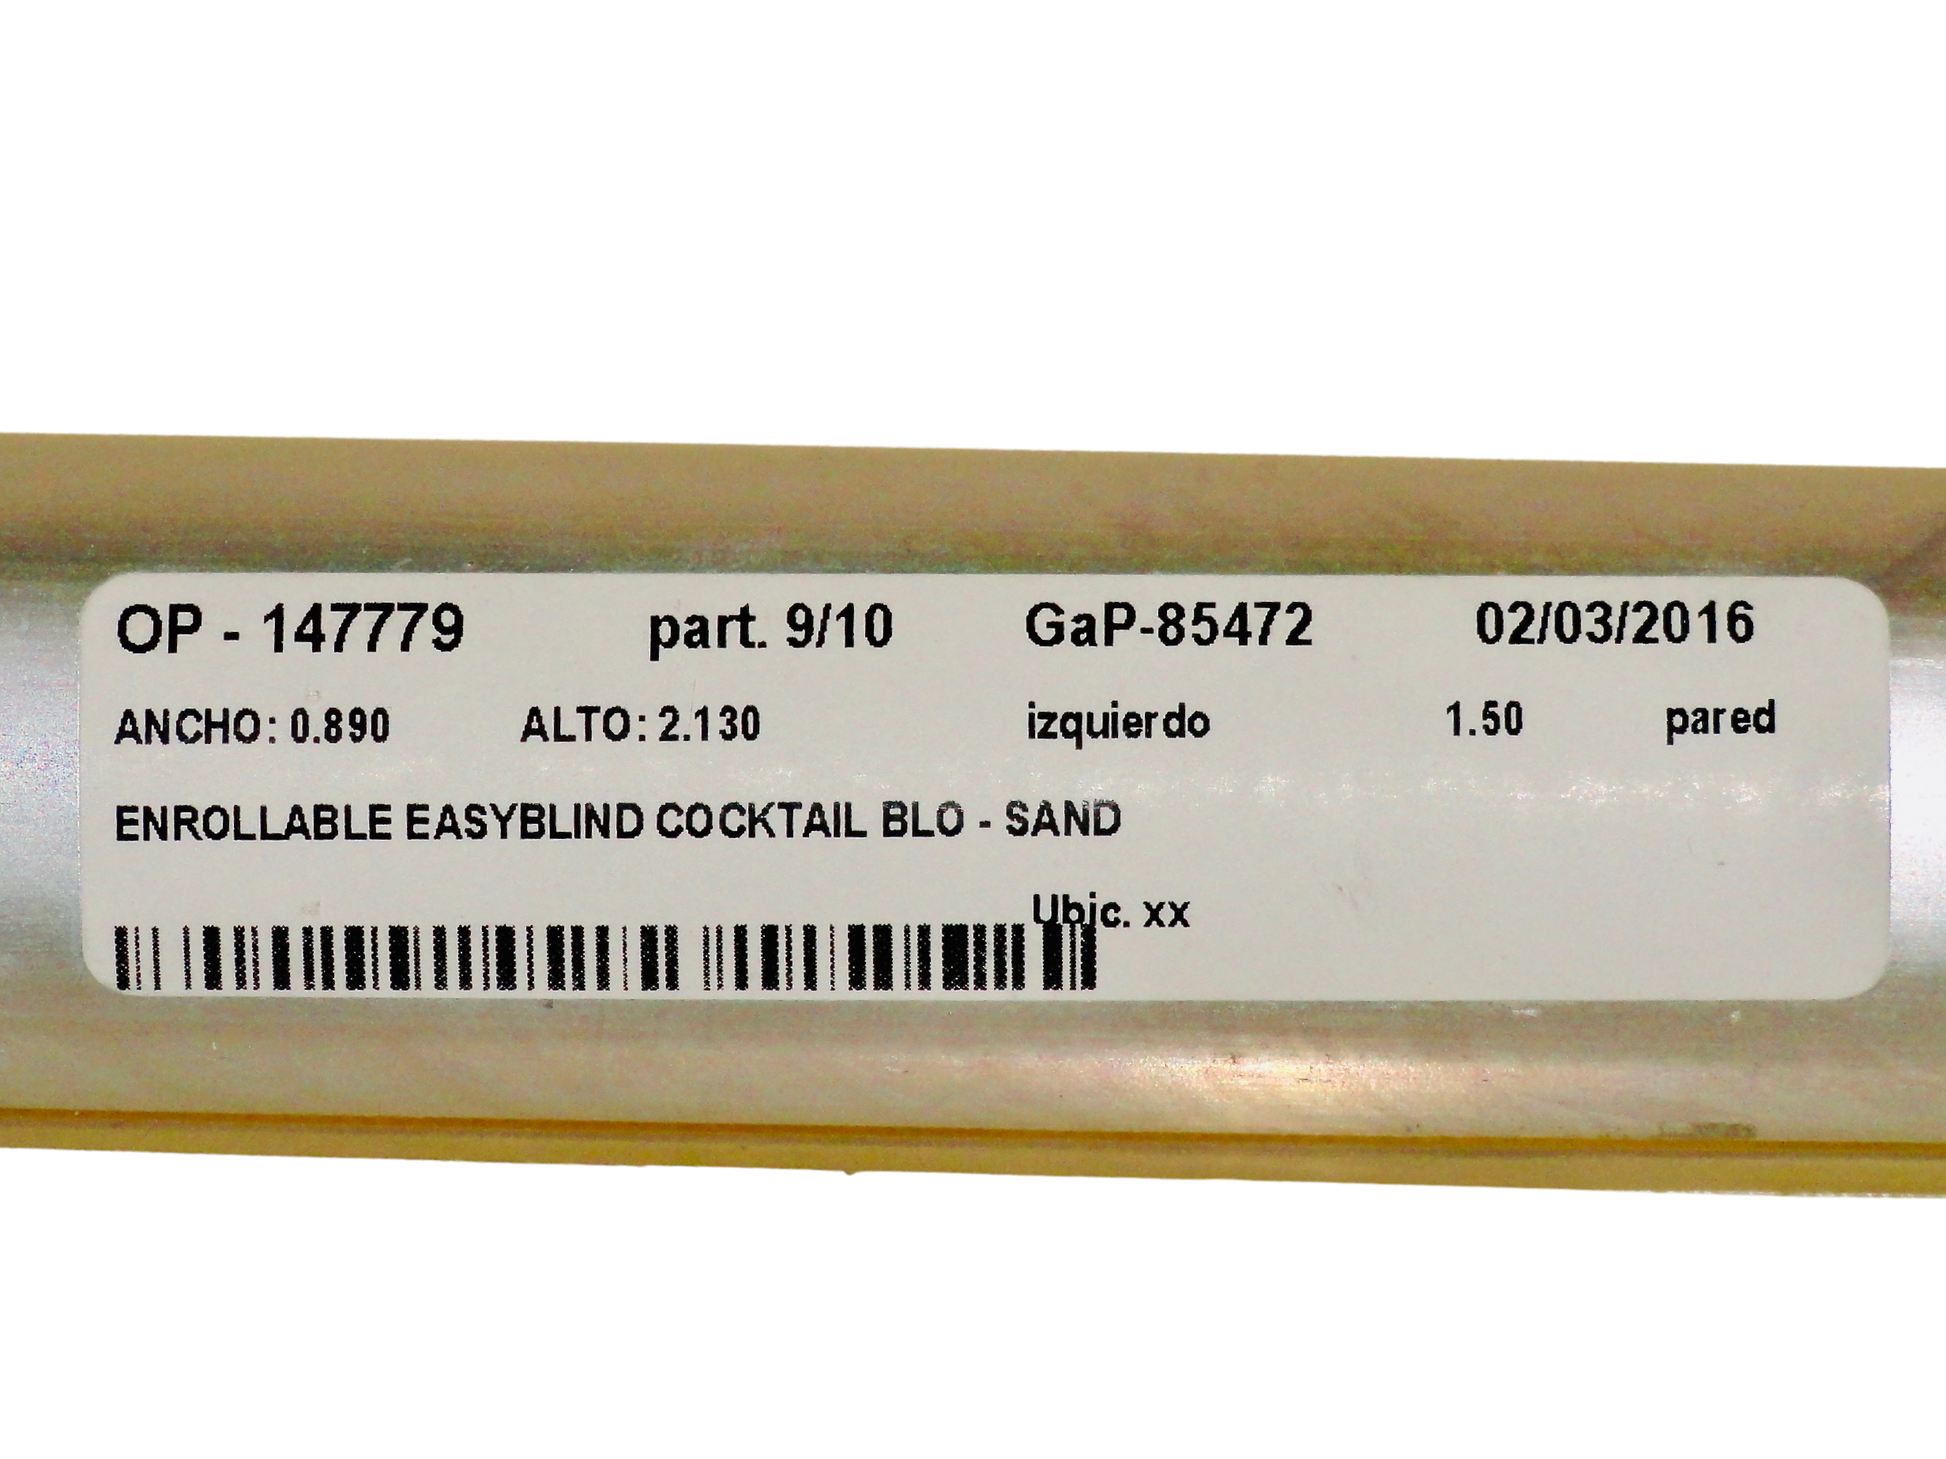 OP - 147779 part. 9/10 GaP-85472 02/03/2016
ANCHO: 0.890 ALTO: 2.130 izquierdo 1.50 pared
ENROLLABLE EASYBLIND COCKTAIL BLO - SAND
Ubic. xx